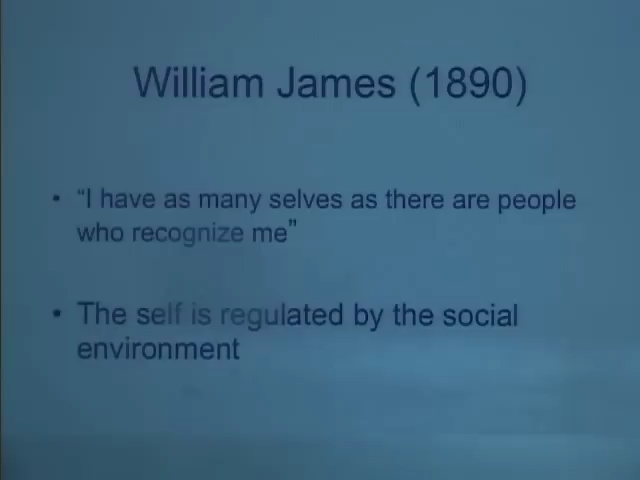 William James (1890)
• “I have as many selves as there are people
who recognize me”
• The self is regulated by the social
environment